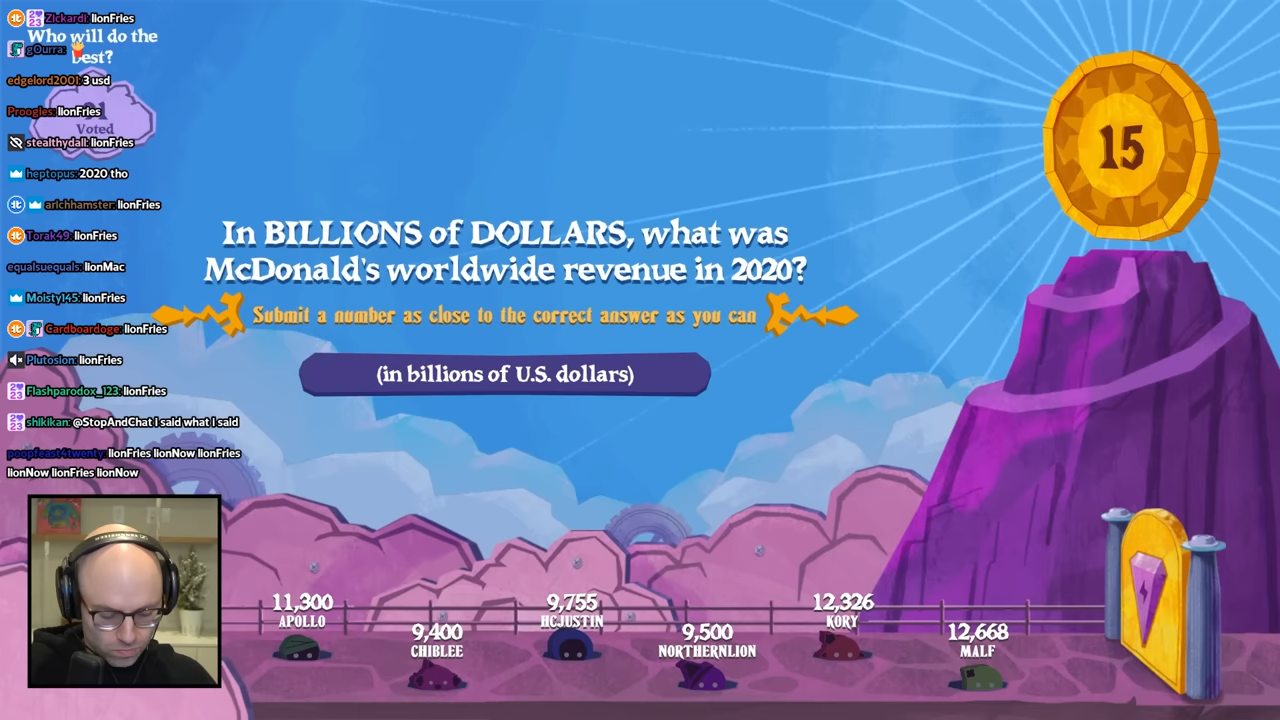 Zickardi: lionFries
Who will do the
gOurra:
best?
edgelord2001: 3 usd
Proogles: lionFries
Voted
stealthydall: lionFries
heptopus: 2020 tho
arichhamster: lionFries
Torak49: lionFries
equalsuequals: lionMac
Moisty145: lionFries
Cardboardoge: lionFries
Plutosion: lionFries
Flashparodox_123: lionFries
shikikan: @StopAndChat I said what I said
poopfeast4twenty: lionFries lionNow lionFries
lionNow lionFries lionNow
15
In BILLIONS of DOLLARS, what was
McDonald's worldwide revenue in 2020?
Submit a number as close to the correct answer as you can
(in billions of U.S. dollars)
11,300
APOLLO
9,400
CHIBLEE
9,755
HCJUSTIN
9,500
NORTHERNLION
12,326
KORY
12,668
MALF